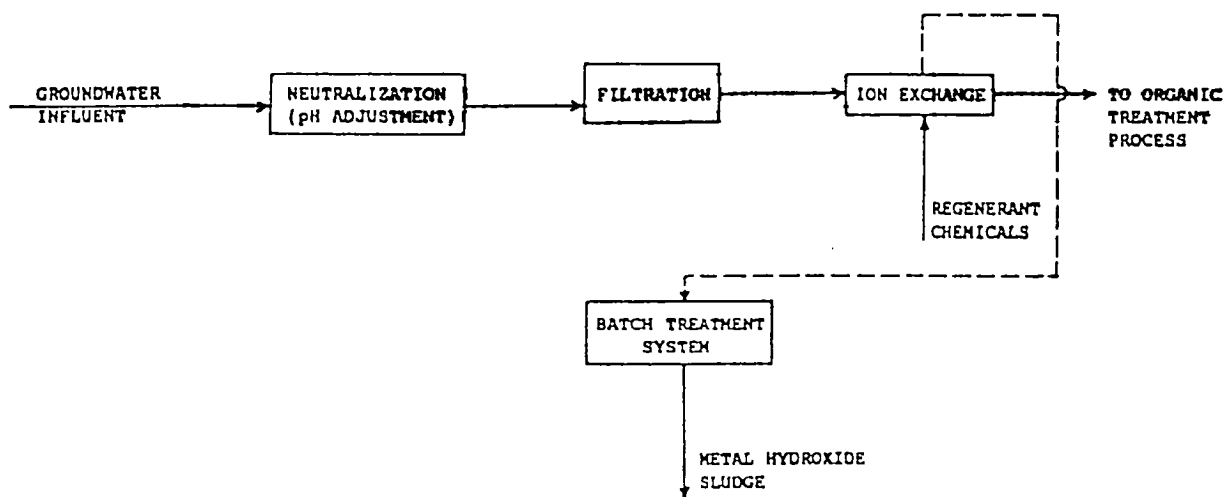 GROUNDWATER
INFLUENT
NEUTRALIZATION
(pH ADJUSTMENT)
FILTRATION
ION EXCHANGE
TO ORGANIC
TREATMENT
PROCESS
REGENERANT
CHEMICALS
BATCH TREATMENT
SYSTEM
METAL HYDROXIDE
SLUDGE